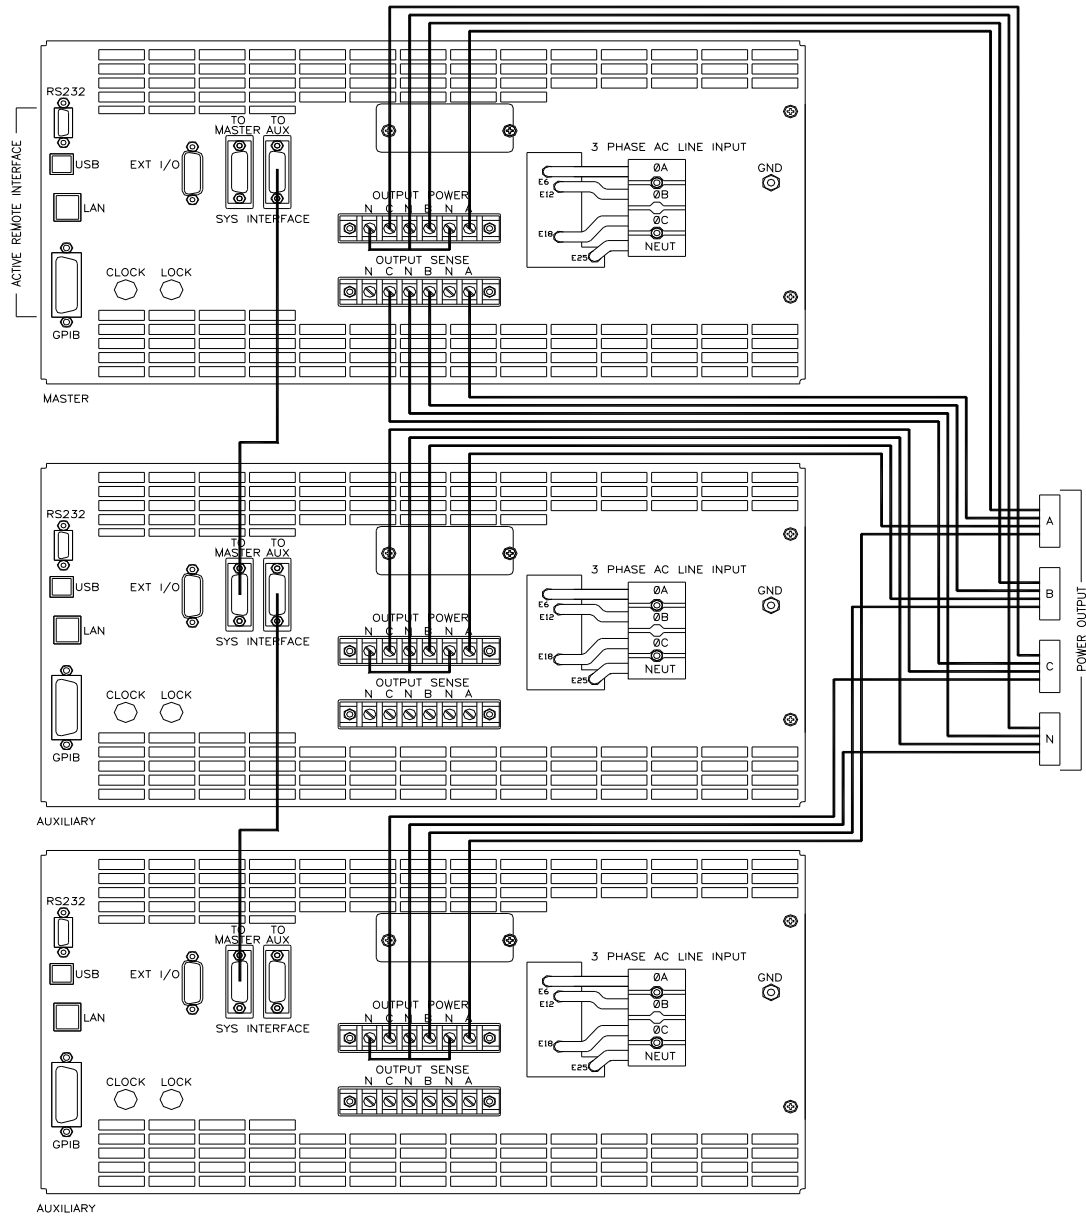 RS232
ACTIVE REMOTE INTERFACE
USB
LAN
GPIB
EXT I/O
TO MASTER
TO AUX
SYS INTERFACE
CLOCK
LOCK
OUTPUT POWER
N C N B N A
OUTPUT SENSE
N C N B N A
3 PHASE AC LINE INPUT
E6
E12
E18
E25
ØA
ØB
ØC
NEUT
GND
MASTER
RS232
USB
LAN
GPIB
EXT I/O
TO MASTER
TO AUX
SYS INTERFACE
CLOCK
LOCK
OUTPUT POWER
N C N B N A
OUTPUT SENSE
N C N B N A
3 PHASE AC LINE INPUT
E6
E12
E18
E25
ØA
ØB
ØC
NEUT
GND
AUXILIARY
A
B
C
N
POWER OUTPUT
RS232
USB
LAN
GPIB
EXT I/O
TO MASTER
TO AUX
SYS INTERFACE
CLOCK
LOCK
OUTPUT POWER
N C N B N A
OUTPUT SENSE
N C N B N A
3 PHASE AC LINE INPUT
E6
E12
E18
E25
ØA
ØB
ØC
NEUT
GND
AUXILIARY